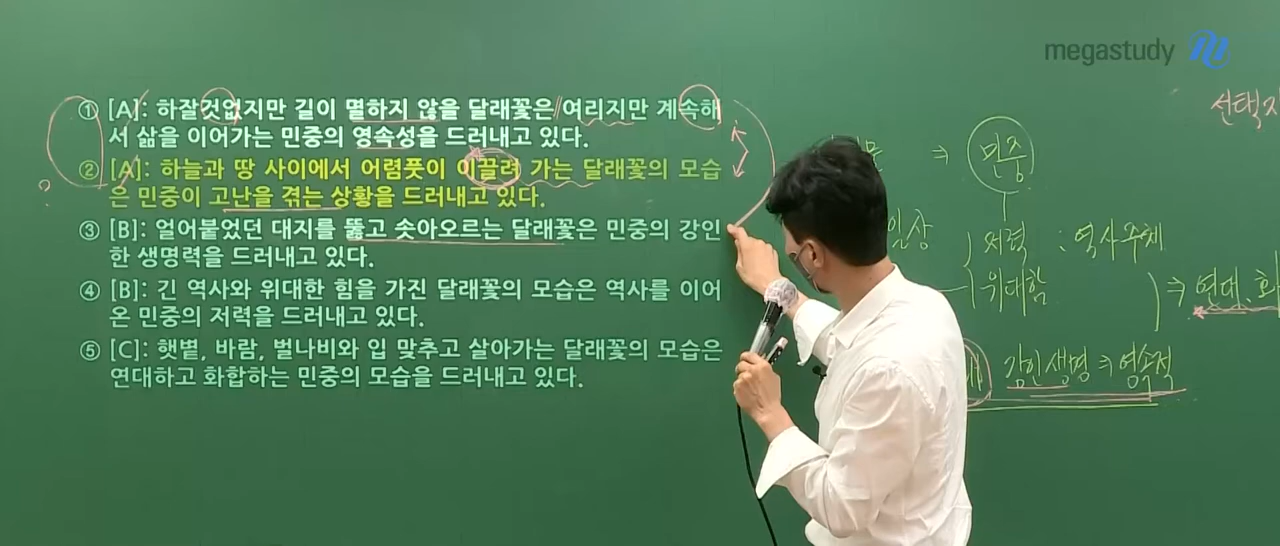 megastudy
선택지
① [A]: 하잘것없지만 길이 멸하지 않을 달래꽃은 여리지만 계속해
서 삶을 이어가는 민중의 영속성을 드러내고 있다.
② [A]: 하늘과 땅 사이에서 어렴풋이 이끌려 가는 달래꽃의 모습
은 민중이 고난을 겪는 상황을 드러내고 있다.
③ [B]: 얼어붙었던 대지를 뚫고 솟아오르는 달래꽃은 민중의 강인
한 생명력을 드러내고 있다.
④ [B]: 긴 역사와 위대한 힘을 가진 달래꽃의 모습은 역사를 이어
온 민중의 저력을 드러내고 있다.
⑤ [C]: 햇볕, 바람, 벌나비와 입 맞추고 살아가는 달래꽃의 모습은
연대하고 화합하는 민중의 모습을 드러내고 있다.
⇒ 민중
일상
저력 : 역사주체
위대함
⇒ 연대, 화
강인 생명 ⇒ 영속적